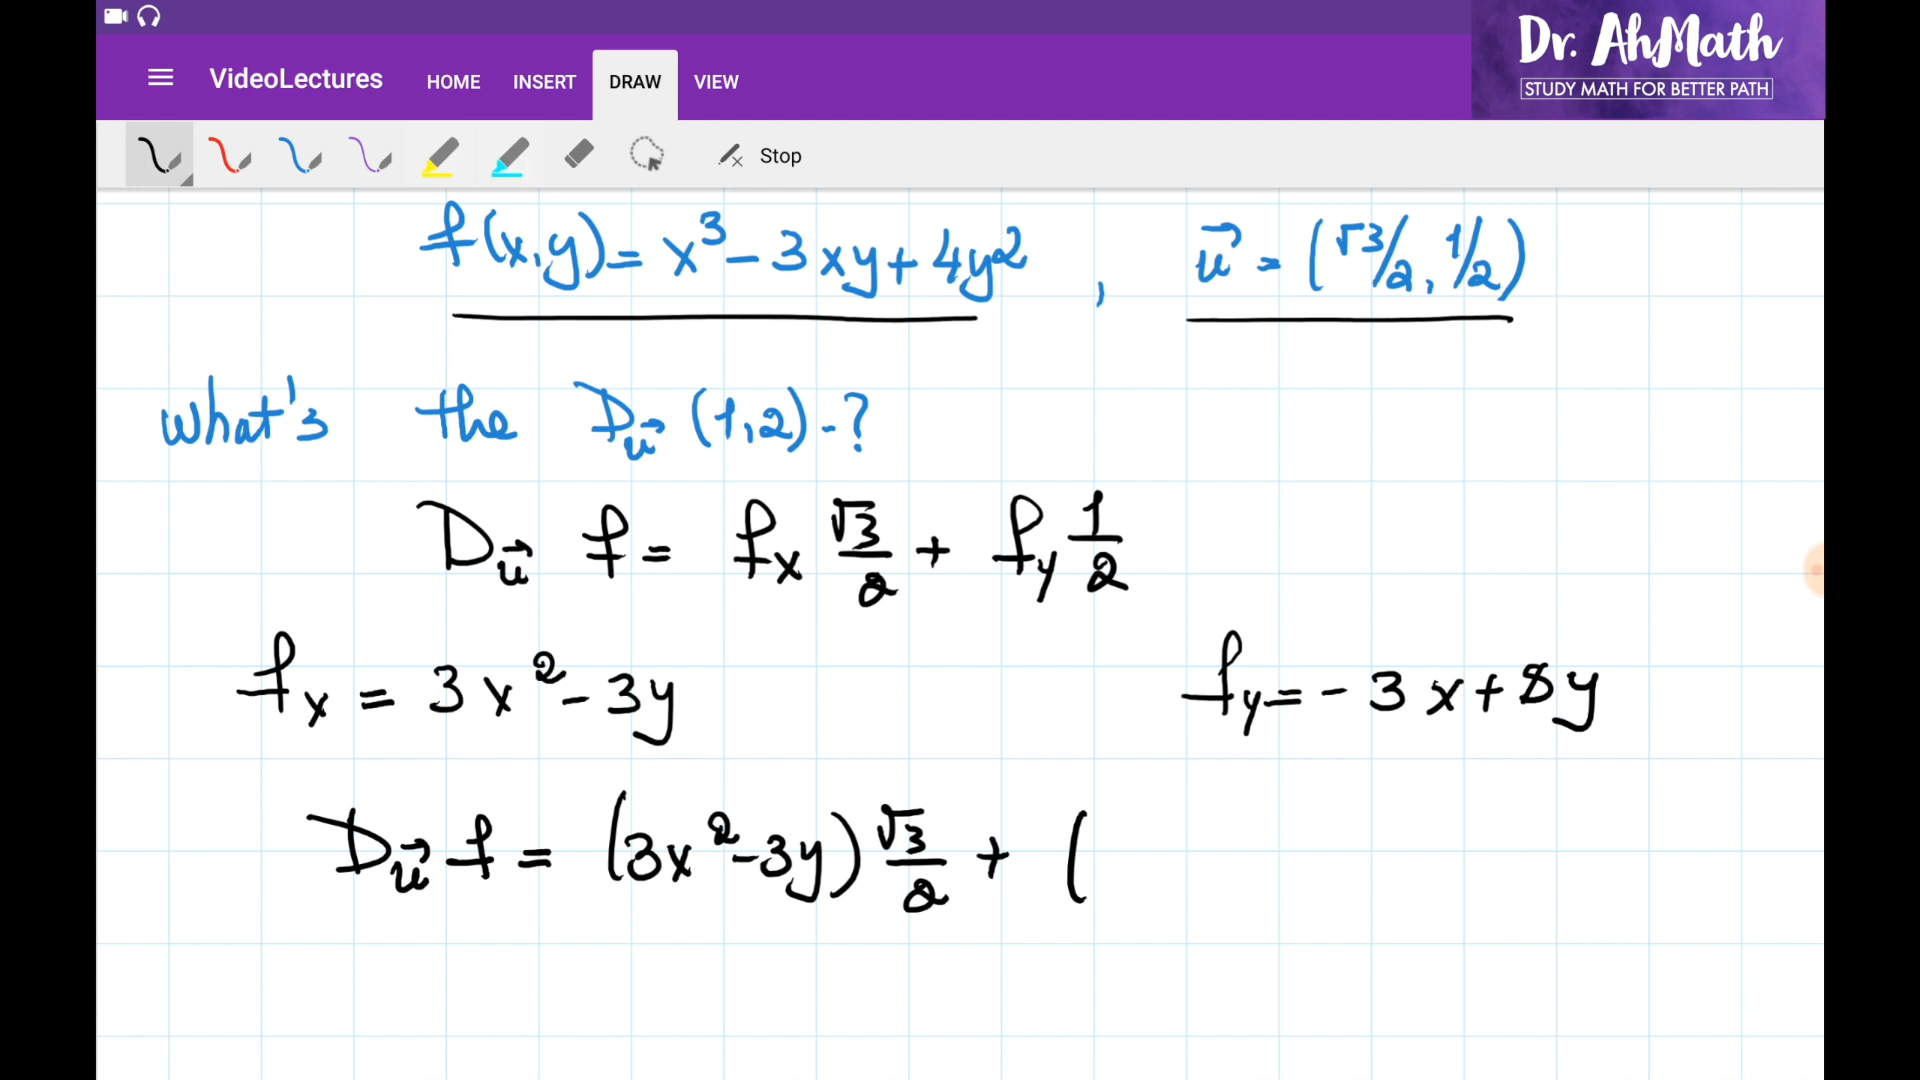 Dr. AhMath
STUDY MATH FOR BETTER PATH
VideoLectures HOME INSERT DRAW VIEW
Stop
f(x,y)= x³ - 3xy + 4y² , u⃗ = (√3/2, 1/2)
What's the D_u⃗ (1,2) - ?
D_u⃗ f = f_x √3/2 + f_y 1/2
f_x = 3x² - 3y f_y = - 3x + 8y
D_u⃗ f = (3x² - 3y) √3/2 + (